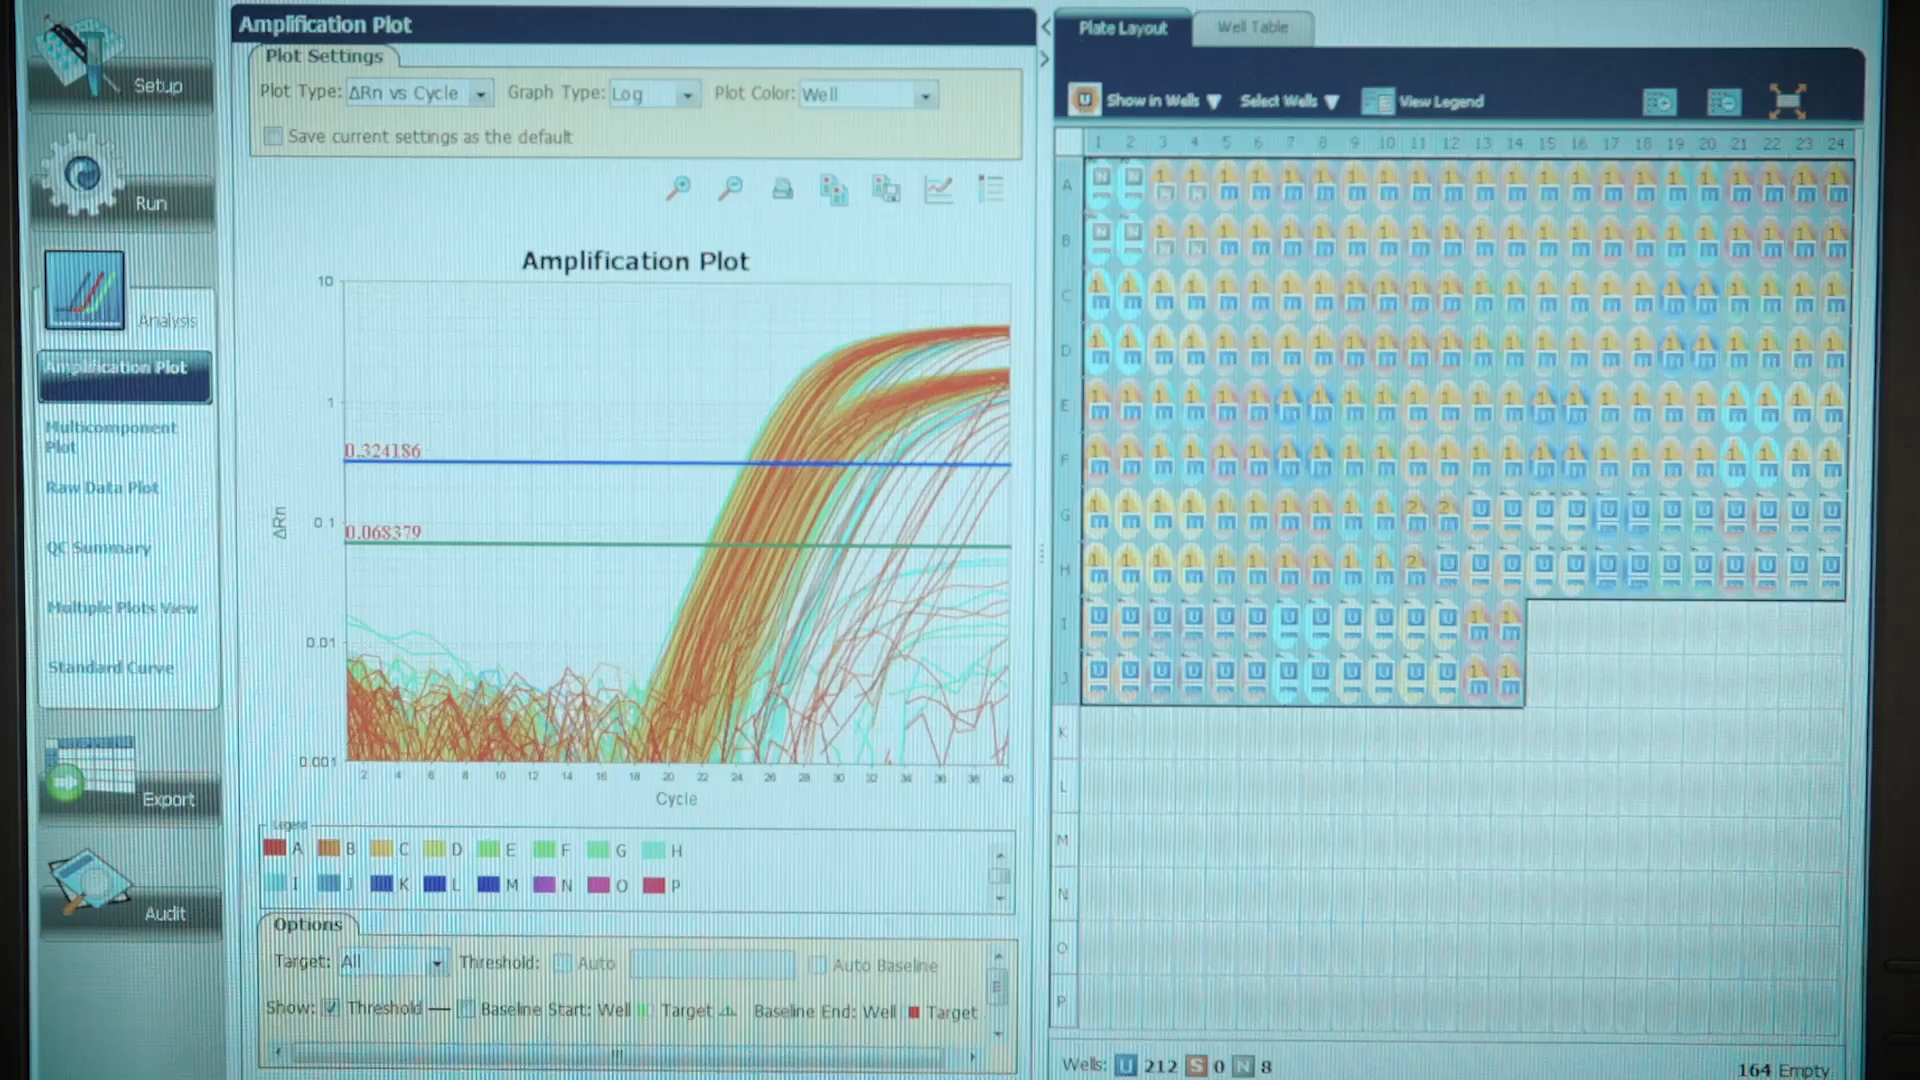 Setup
Run
Analysis
Amplification Plot
Multicomponent
Plot
Raw Data Plot
QC Summary
Multiple Plots View
Standard Curve
Export
Audit
Amplification Plot
Plot Settings
Plot Type: ΔRn vs Cycle Graph Type: Log Plot Color: Well
Save current settings as the default
Amplification Plot
10
1
0.324186
0.1
0.068379
0.01
0.001
ΔRn
2 4 6 8 10 12 14 16 18 20 22 24 26 28 30 32 34 36 38 40
Cycle
Legend
A B C D E F G H
I J K L M N O P
Options
Target: All Threshold: Auto Auto Baseline
Show: Threshold Baseline Start: Well Target Baseline End: Well Target
Plate Layout Well Table
Show in Wells Select Wells View Legend
1 2 3 4 5 6 7 8 9 10 11 12 13 14 15 16 17 18 19 20 21 22 23 24
A
B
C
D
E
F
G
H
I
J
K
L
M
N
O
P
Wells: U 212 S 0 N 8
164 Empty